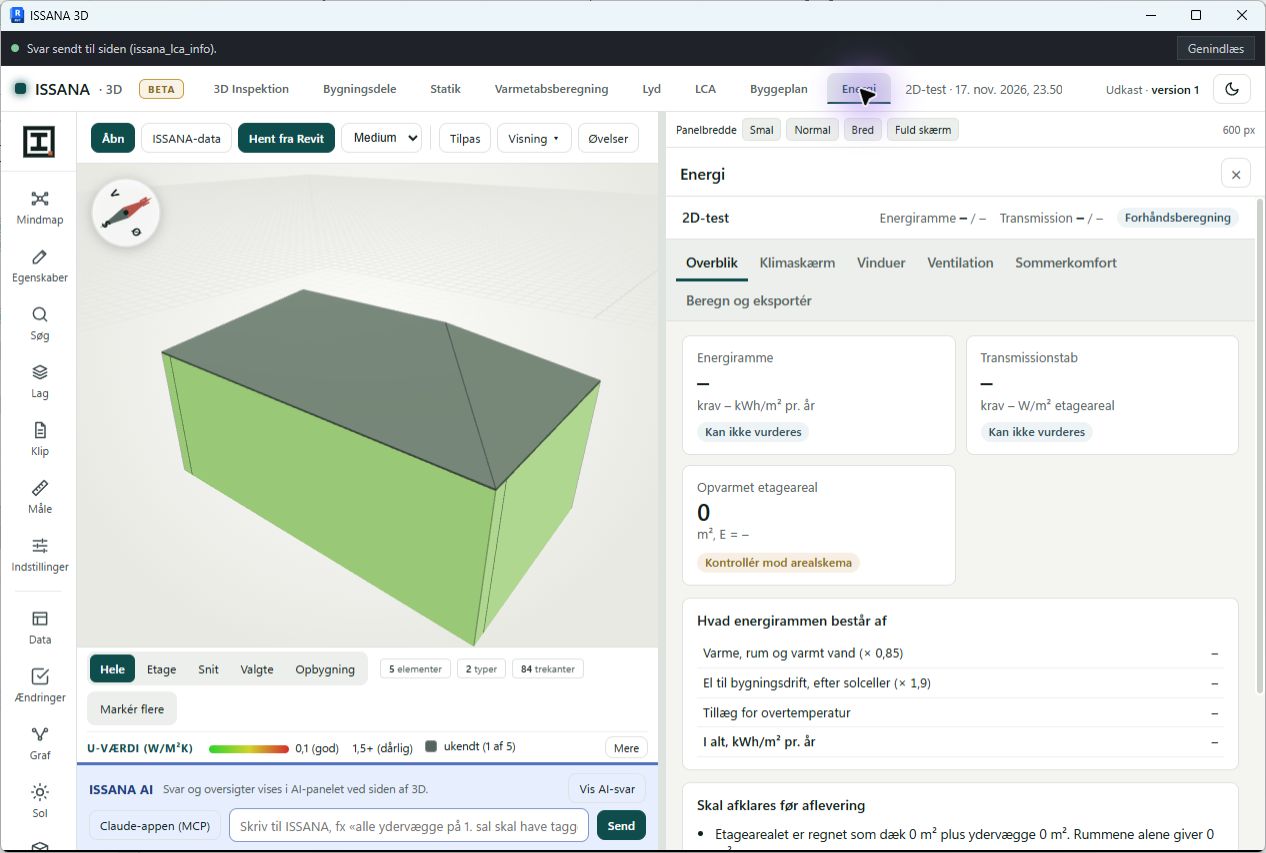 ISSANA 3D
Svar sendt til siden (issana_lca_info).
Genindlæs
ISSANA · 3D
BETA
3D Inspektion
Bygningsdele
Statik
Varmetabsberegning
Lyd
LCA
Byggeplan
2D-test · 17. nov. 2026, 23.50
Udkast · version 1
Mindmap
Egenskaber
Søg
Lag
Klip
Måle
Indstillinger
Data
Ændringer
Graf
Sol
Åbn
ISSANA-data
Hent fra Revit
Medium
Tilpas
Visning
Øvelser
Hele
Etage
Snit
Valgte
Opbygning
5 elementer
2 typer
84 trekanter
Markér flere
U-VÆRDI (W/M²K)
0,1 (god)
1,5+ (dårlig)
ukendt (1 af 5)
Mere
ISSANA AI
Svar og oversigter vises i AI-panelet ved siden af 3D.
Vis AI-svar
Claude-appen (MCP)
Skriv til ISSANA, fx «alle ydervægge på 1. sal skal have tagg
Send
Panelbredde
Smal
Normal
Bred
Fuld skærm
600 px
Energi
2D-test
Energiramme – / –
Transmission – / –
Forhåndsberegning
Overblik
Klimaskærm
Vinduer
Ventilation
Sommerkomfort
Beregn og eksportér
Energiramme
–
krav – kWh/m² pr. år
Kan ikke vurderes
Transmissionstab
–
krav – W/m² etageareal
Kan ikke vurderes
Opvarmet etageareal
0
m², E = –
Kontrollér mod arealskema
Hvad energirammen består af
Varme, rum og varmt vand (× 0,85) –
El til bygningsdrift, efter solceller (× 1,9) –
Tillæg for overtemperatur –
I alt, kWh/m² pr. år –
Skal afklares før aflevering
• Etagearealet er regnet som dæk 0 m² plus ydervægge 0 m². Rummene alene giver 0